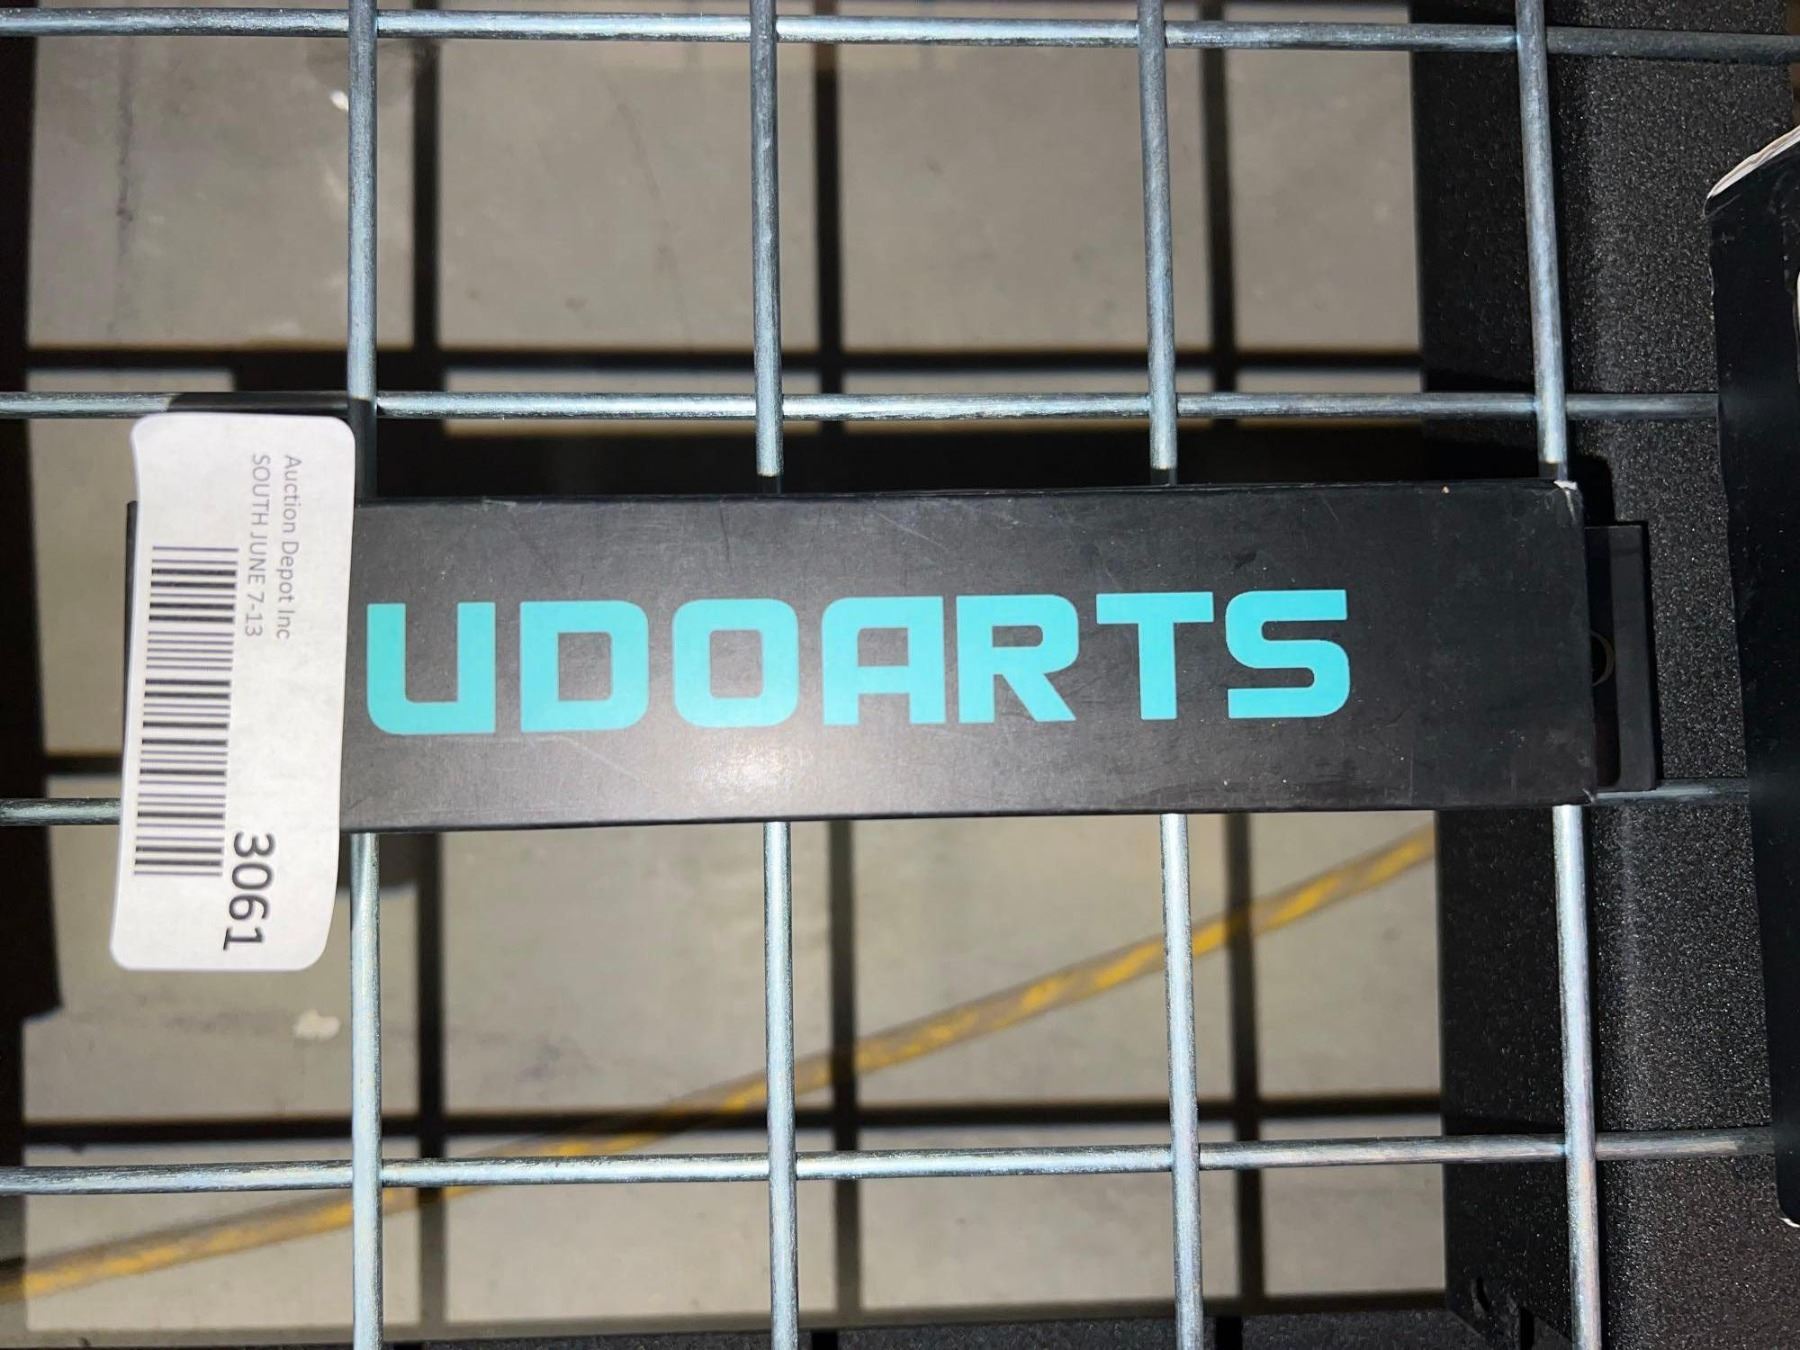 UDOARTS
Auction Depot Inc
SOUTH JUNE 7-13
3061